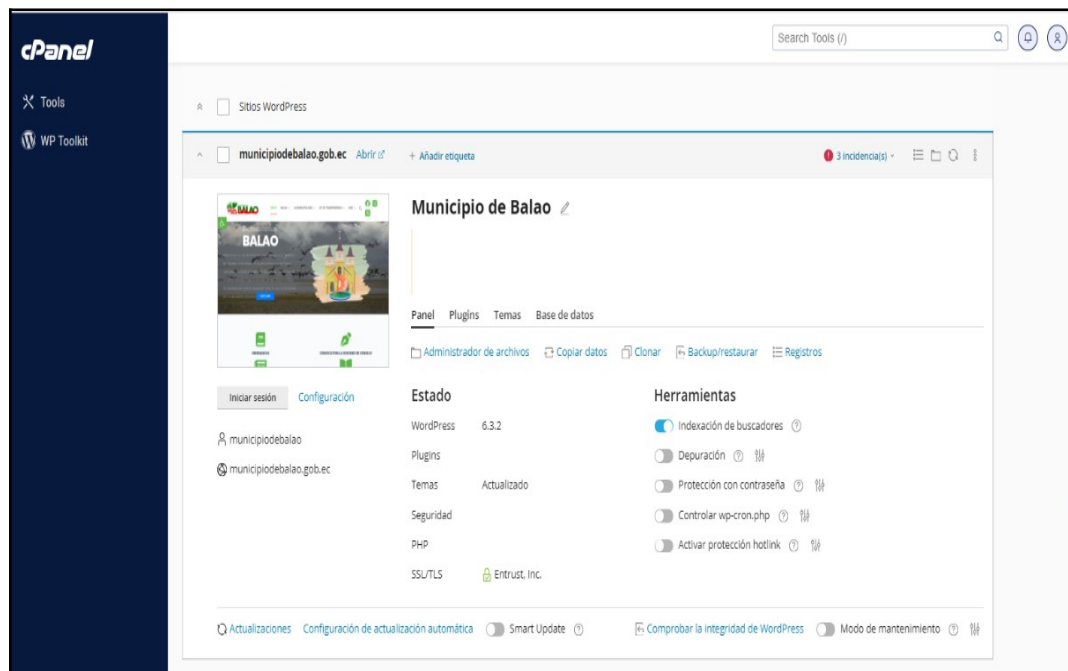 cPanel
Search Tools (/)
Tools
WP Toolkit
Sitios WordPress
municipiodebalao.gob.ec Abrir + Añadir etiqueta 3 incidencia(s)
BALAO
Municipio de Balao
BALAO
Panel Plugins Temas Base de datos
Administrador de archivos Copiar datos Clonar Backup/restaurar Registros
Iniciar sesión Configuración
municipiodebalao
municipiodebalao.gob.ec
Estado
WordPress 6.3.2
Plugins
Temas Actualizado
Seguridad
PHP
SSL/TLS Entrust, Inc.
Herramientas
Indexación de buscadores
Depuración
Protección con contraseña
Controlar wp-cron.php
Activar protección hotlink
Actualizaciones Configuración de actualización automática Smart Update Comprobar la integridad de WordPress Modo de mantenimiento